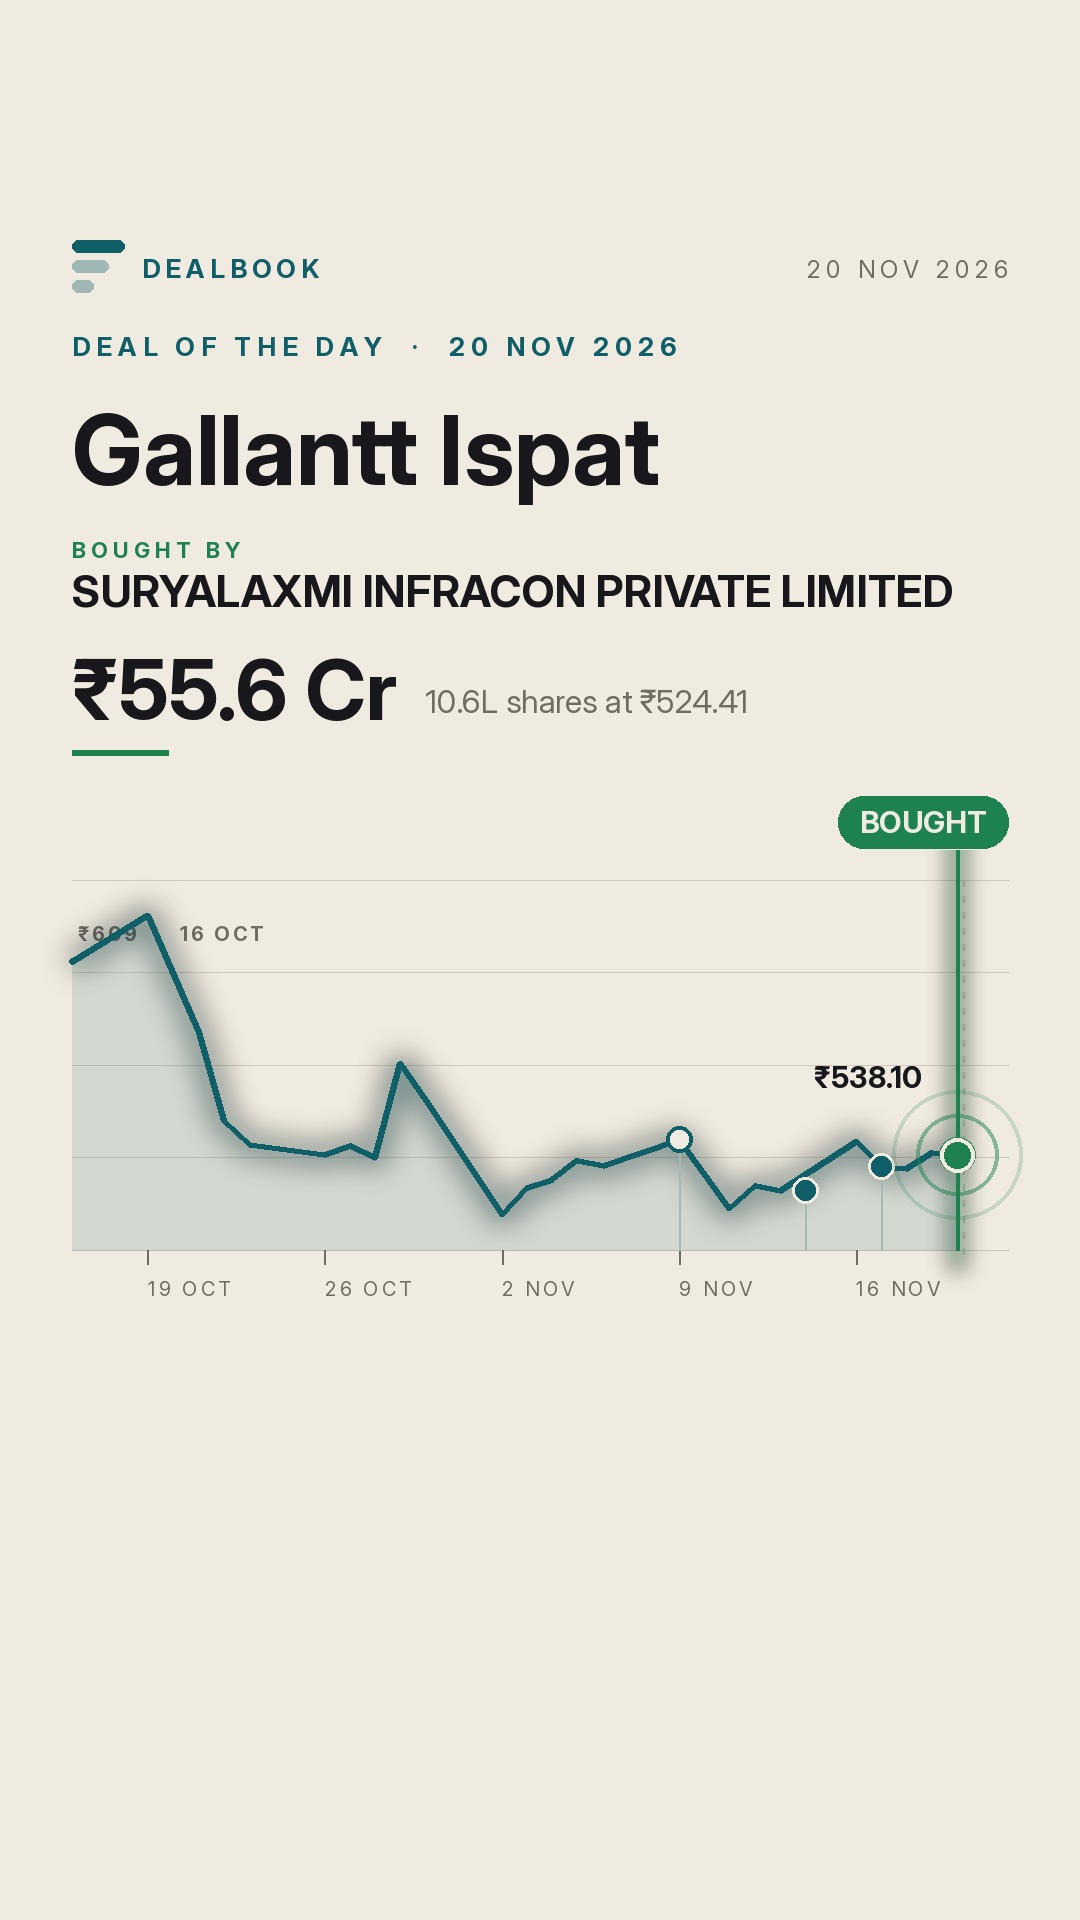 DEALBOOK
20 NOV 2026
DEAL OF THE DAY · 20 NOV 2026
Gallantt Ispat
BOUGHT BY
SURYALAXMI INFRACON PRIVATE LIMITED
₹55.6 Cr 10.6L shares at ₹524.41
BOUGHT
₹609 16 OCT
₹538.10
19 OCT 26 OCT 2 NOV 9 NOV 16 NOV